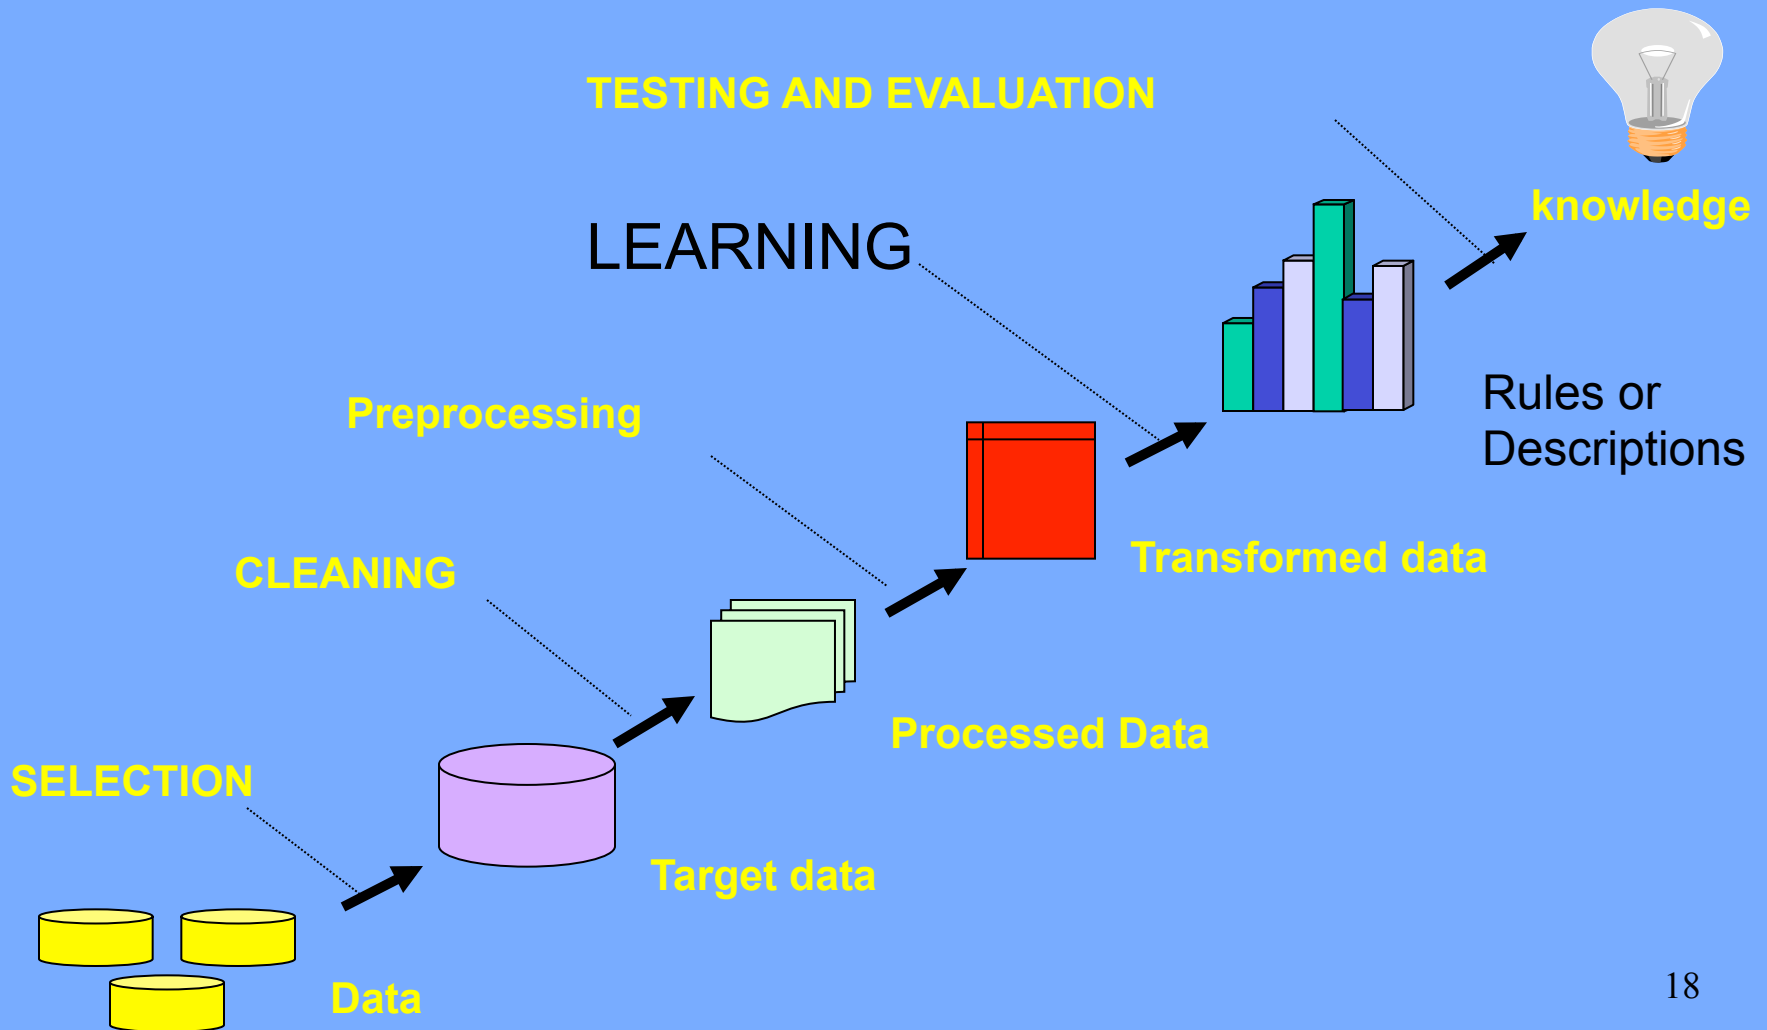 TESTING AND EVALUATION
knowledge
LEARNING
Rules or
Descriptions
Preprocessing
Transformed data
CLEANING
Processed Data
SELECTION
Target data
Data
18